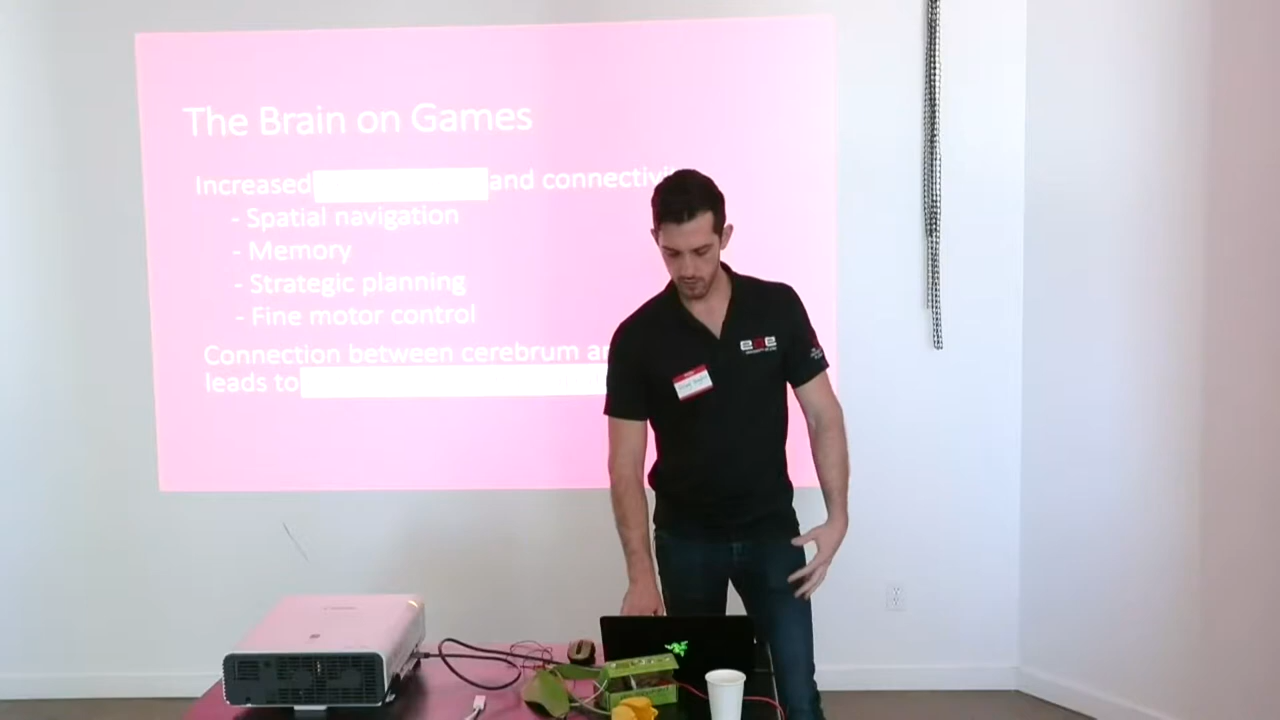 The Brain on Games
Increased and connectivi
- Spatial navigation
- Memory
- Strategic planning
- Fine motor control
Connection between cerebrum a
leads to